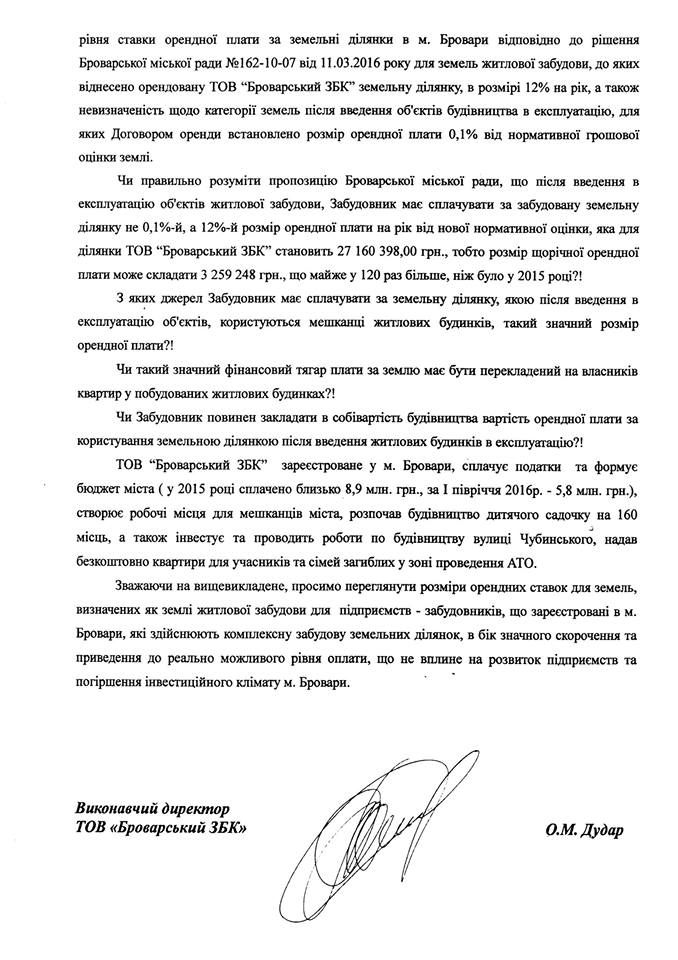 рівня ставки орендної плати за земельні ділянки в м. Бровари відповідно до рішення
Броварської міської ради №162-10-07 від 11.03.2016 року для земель житлової забудови, до яких
віднесено орендовану ТОВ “Броварський ЗБК” земельну ділянку, в розмірі 12% на рік, а також
невизначеність щодо категорії земель після введення об'єктів будівництва в експлуатацію, для
яких Договором оренди встановлено розмір орендної плати 0,1% від нормативної грошової
оцінки землі.
Чи правильно розуміти пропозицію Броварської міської ради, що після введення в
експлуатацію об'єктів житлової забудови, Забудовник має сплачувати за забудовану земельну
ділянку не 0,1%-й, а 12%-й розмір орендної плати на рік від нової нормативної оцінки, яка для
ділянки ТОВ “Броварський ЗБК” становить 27 160 398,00 грн., тобто розмір щорічної орендної
плати може складати 3 259 248 грн., що майже у 120 раз більше, ніж було у 2015 році?!
З яких джерел Забудовник має сплачувати за земельну ділянку, якою після введення в
експлуатацію об'єктів, користуються мешканці житлових будинків, такий значний розмір
орендної плати?!
Чи такий значний фінансовий тягар плати за землю має бути перекладений на власників
квартир у побудованих житлових будинках?!
Чи Забудовник повинен закладати в собівартість будівництва вартість орендної плати за
користування земельною ділянкою після введення житлових будинків в експлуатацію?!
ТОВ “Броварський ЗБК” зареєстроване у м. Бровари, сплачує податки та формує
бюджет міста ( у 2015 році сплачено близько 8,9 млн. грн., за І півріччя 2016р. - 5,8 млн. грн.),
створює робочі місця для мешканців міста, розпочав будівництво дитячого садочку на 160
місць, а також інвестує та проводить роботи по будівництву вулиці Чубинського, надав
безкоштовно квартири для учасників та сімей загиблих у зоні проведення АТО.
Зважаючи на вищевикладене, просимо переглянути розміри орендних ставок для земель,
визначених як землі житлової забудови для підприємств - забудовників, що зареєстровані в м.
Бровари, які здійснюють комплексну забудову земельних ділянок, в бік значного скорочення та
приведення до реально можливого рівня оплати, що не вплине на розвиток підприємств та
погіршення інвестиційного клімату м. Бровари.
Виконавчий директор
ТОВ «Броварський ЗБК» О.М. Дудар